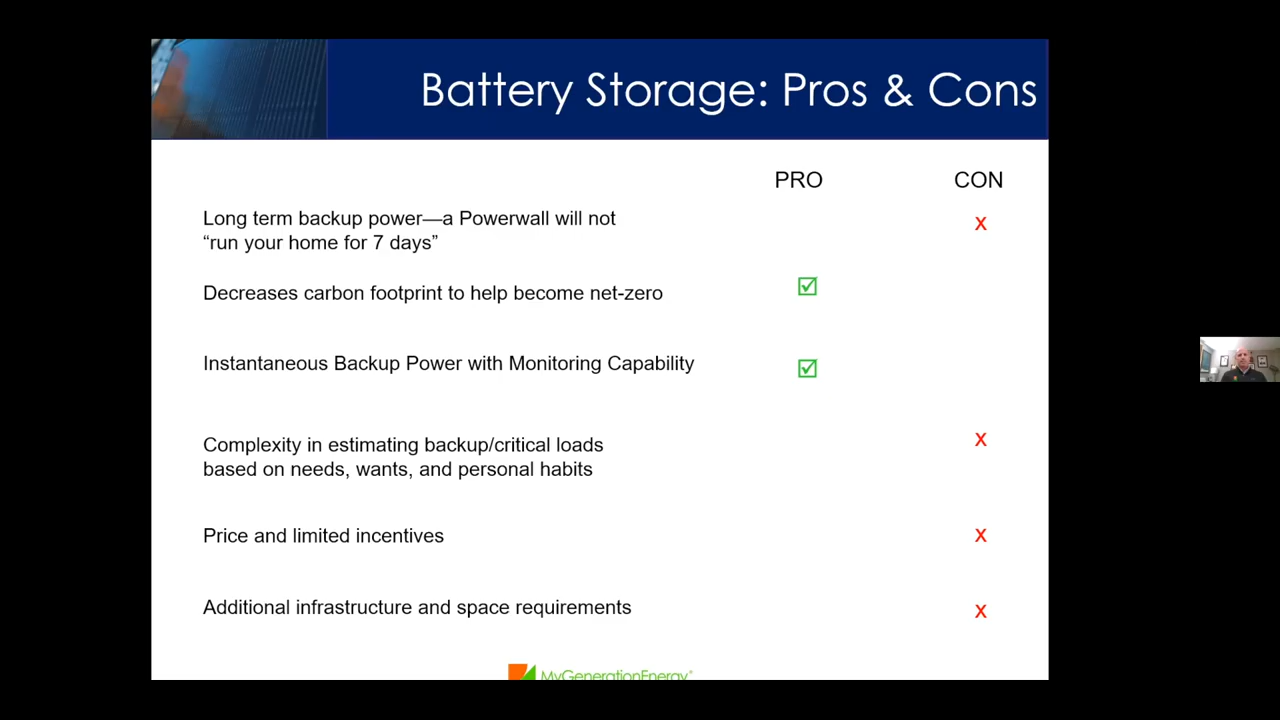 Battery Storage: Pros & Cons
PRO
CON
Long term backup power—a Powerwall will not
“run your home for 7 days”
X
Decreases carbon footprint to help become net-zero
Instantaneous Backup Power with Monitoring Capability
Complexity in estimating backup/critical loads
based on needs, wants, and personal habits
X
Price and limited incentives
X
Additional infrastructure and space requirements
X
MyGenerationEnergy